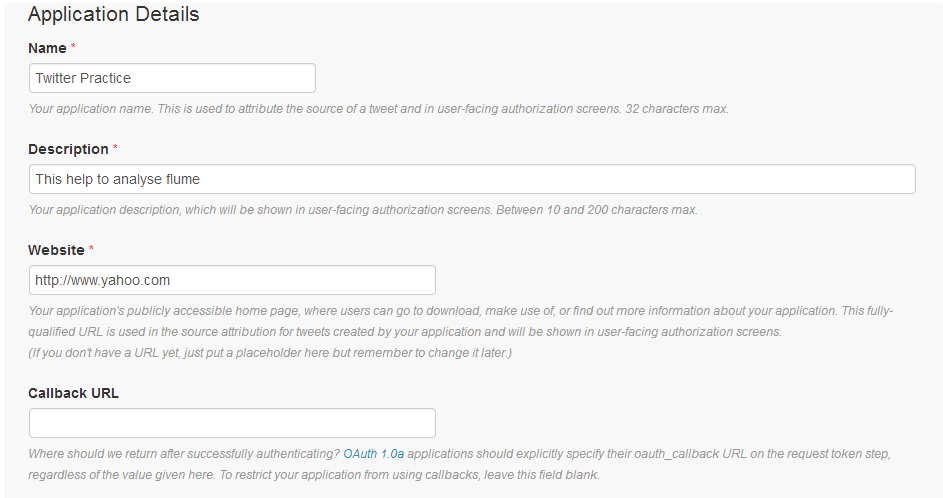 Application Details
Name *
Twitter Practice
Your application name. This is used to attribute the source of a tweet and in user-facing authorization screens. 32 characters max.
Description *
This help to analyse flume
Your application description, which will be shown in user-facing authorization screens. Between 10 and 200 characters max.
Website *
http://www.yahoo.com
Your application's publicly accessible home page, where users can go to download, make use of, or find out more information about your application. This fully-
qualified URL is used in the source attribution for tweets created by your application and will be shown in user-facing authorization screens.
(If you don't have a URL yet, just put a placeholder here but remember to change it later.)
Callback URL
Where should we return after successfully authenticating? OAuth 1.0a applications should explicitly specify their oauth_callback URL on the request token step,
regardless of the value given here. To restrict your application from using callbacks, leave this field blank.